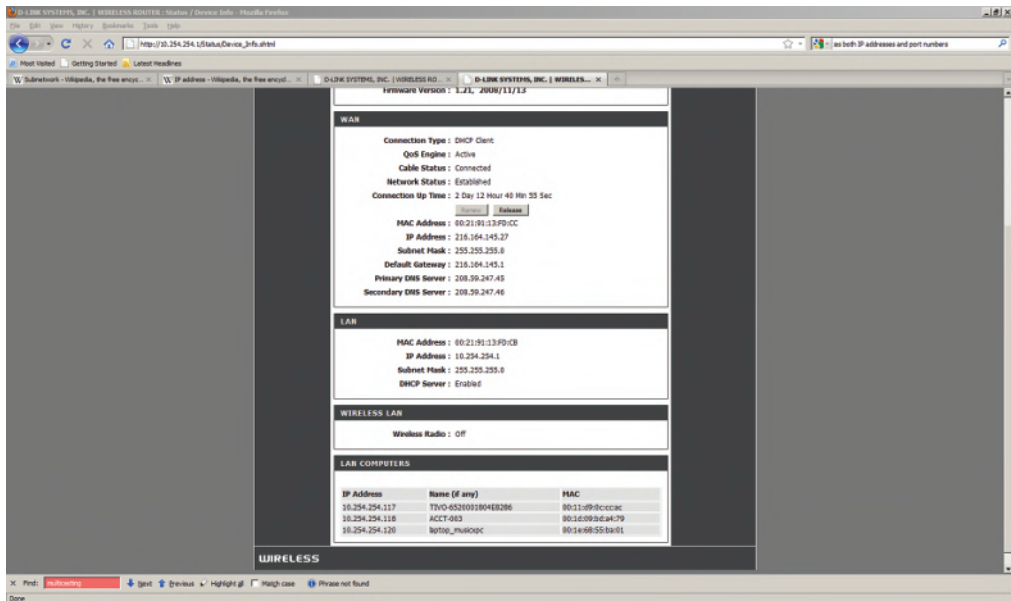 D-LINK SYSTEMS, INC. | WIRELESS ROUTER : Status / Device Info - Mozilla Firefox
File Edit View History Bookmarks Tools Help
http://10.254.254.1/Status/Device_Info.shtml as both IP addresses and port numbers
Most Visited Getting Started Latest Headlines
Subnetwork - Wikipedia, the free encyc... IP address - Wikipedia, the free encycl... D-LINK SYSTEMS, INC. | WIRELESS RO... D-LINK SYSTEMS, INC. | WIRELES...
Firmware Version : 1.21, 2008/11/13
WAN
Connection Type : DHCP Client
QoS Engine : Active
Cable Status : Connected
Network Status : Established
Connection Up Time : 2 Day 12 Hour 40 Min 55 Sec
Renew Release
MAC Address : 00:21:91:13:FD:CC
IP Address : 216.164.145.27
Subnet Mask : 255.255.255.0
Default Gateway : 216.164.145.1
Primary DNS Server : 208.59.247.45
Secondary DNS Server : 208.59.247.46
LAN
MAC Address : 00:21:91:13:FD:CB
IP Address : 10.254.254.1
Subnet Mask : 255.255.255.0
DHCP Server : Enabled
WIRELESS LAN
Wireless Radio : Off
LAN COMPUTERS
IP Address Name (if any) MAC
10.254.254.117 TIVO-6520001804E8286 00:11:d9:0c:cc:ac
10.254.254.118 ACCT-003 00:1d:09:bd:a4:79
10.254.254.120 laptop_musicpc 00:1e:68:55:ba:01
WIRELESS
Find: multicasting Next Previous Highlight all Match case Phrase not found
Done